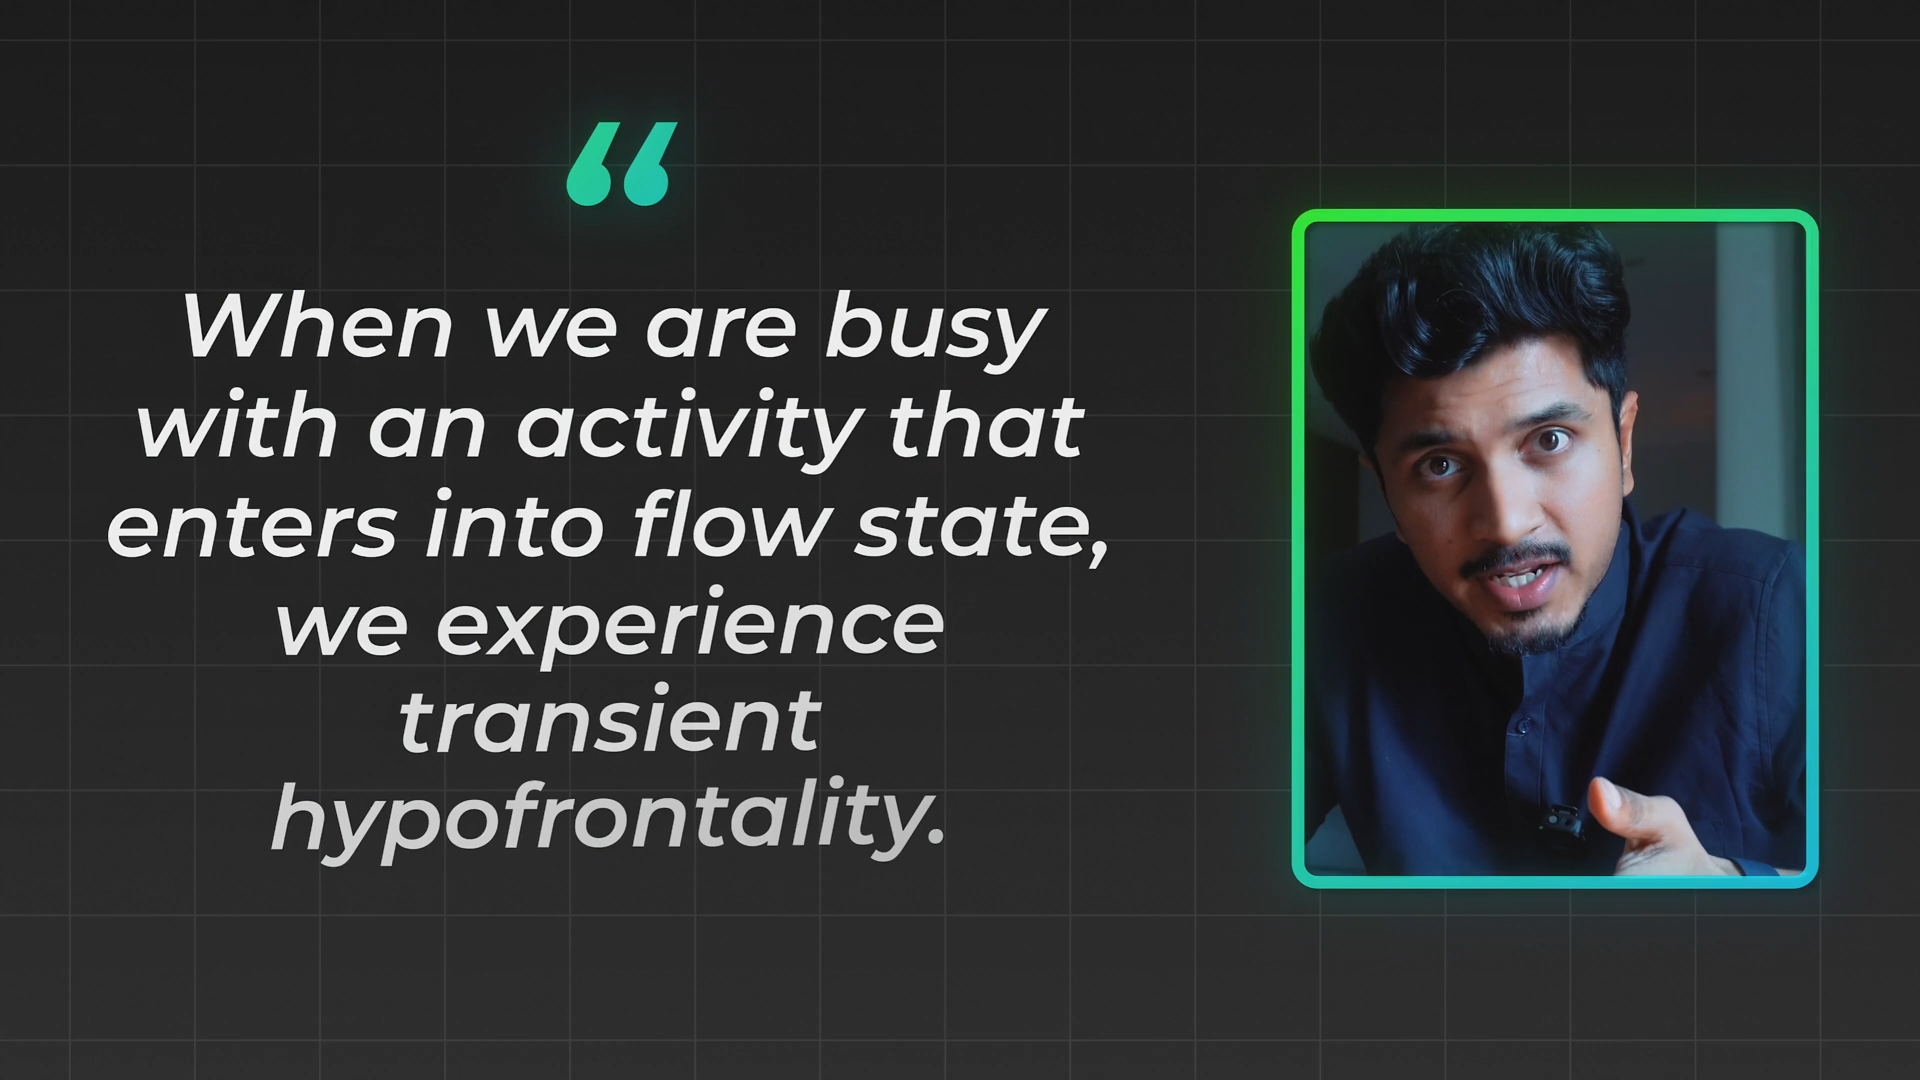 “
When we are busy
with an activity that
enters into flow state,
we experience
transient
hypofrontality.